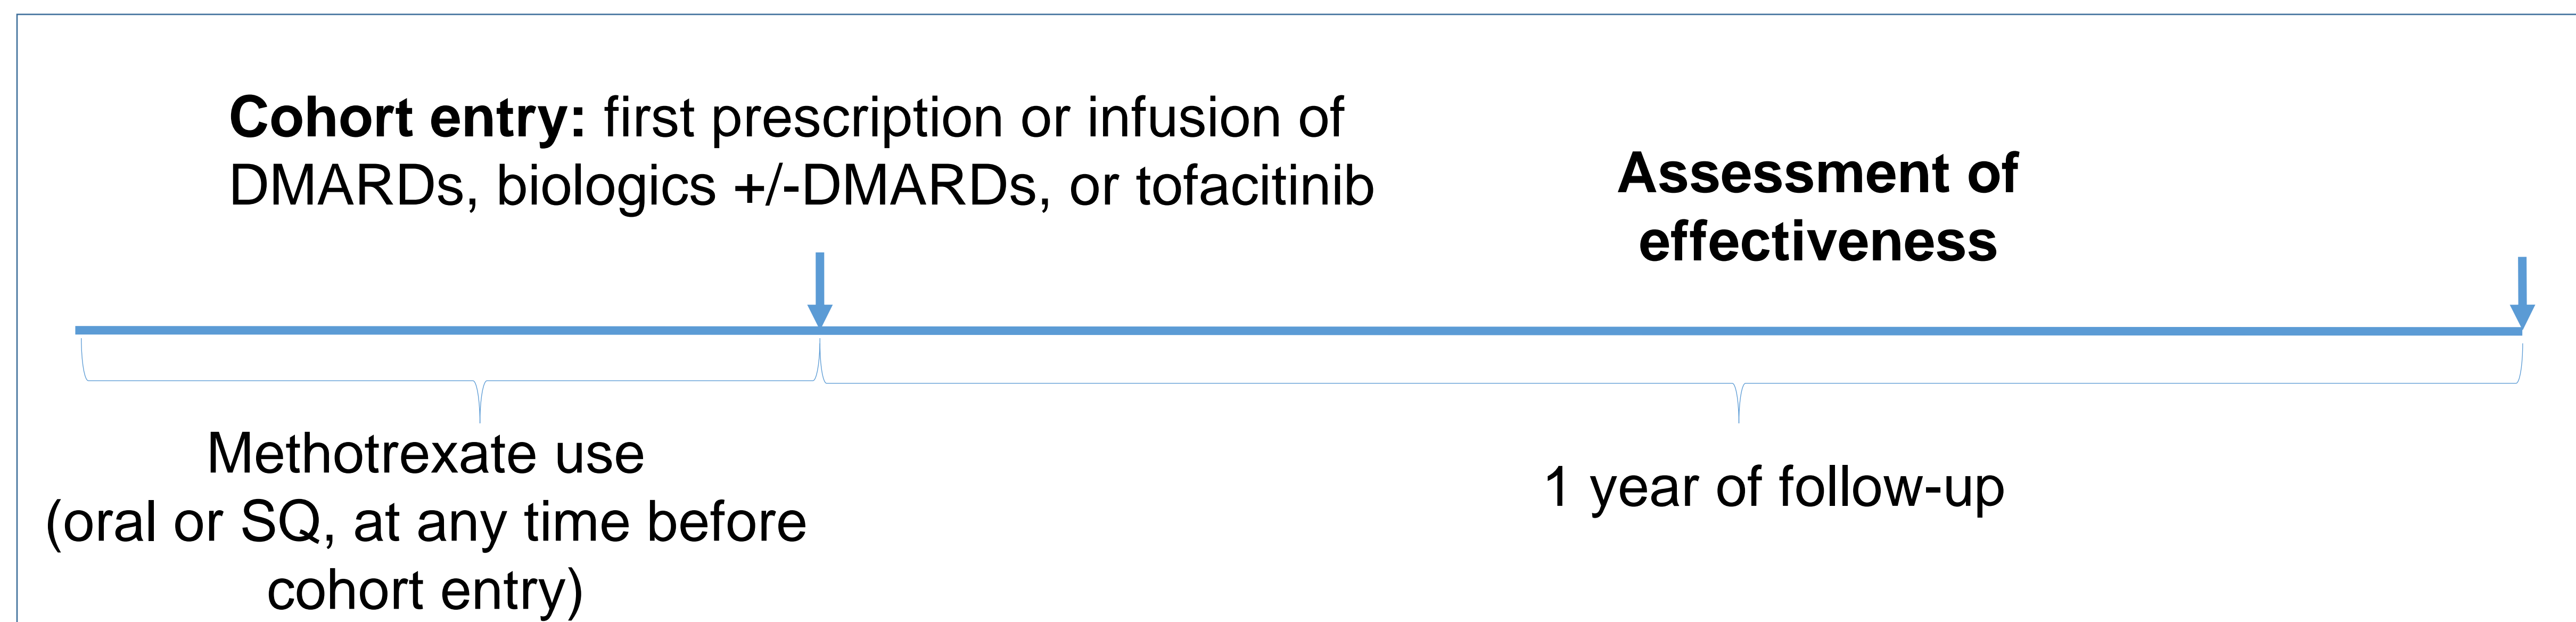 Cohort entry: first prescription or infusion of
DMARDs, biologics +/-DMARDs, or tofacitinib
Assessment of
effectiveness
Methotrexate use
(oral or SQ, at any time before
cohort entry)
1 year of follow-up